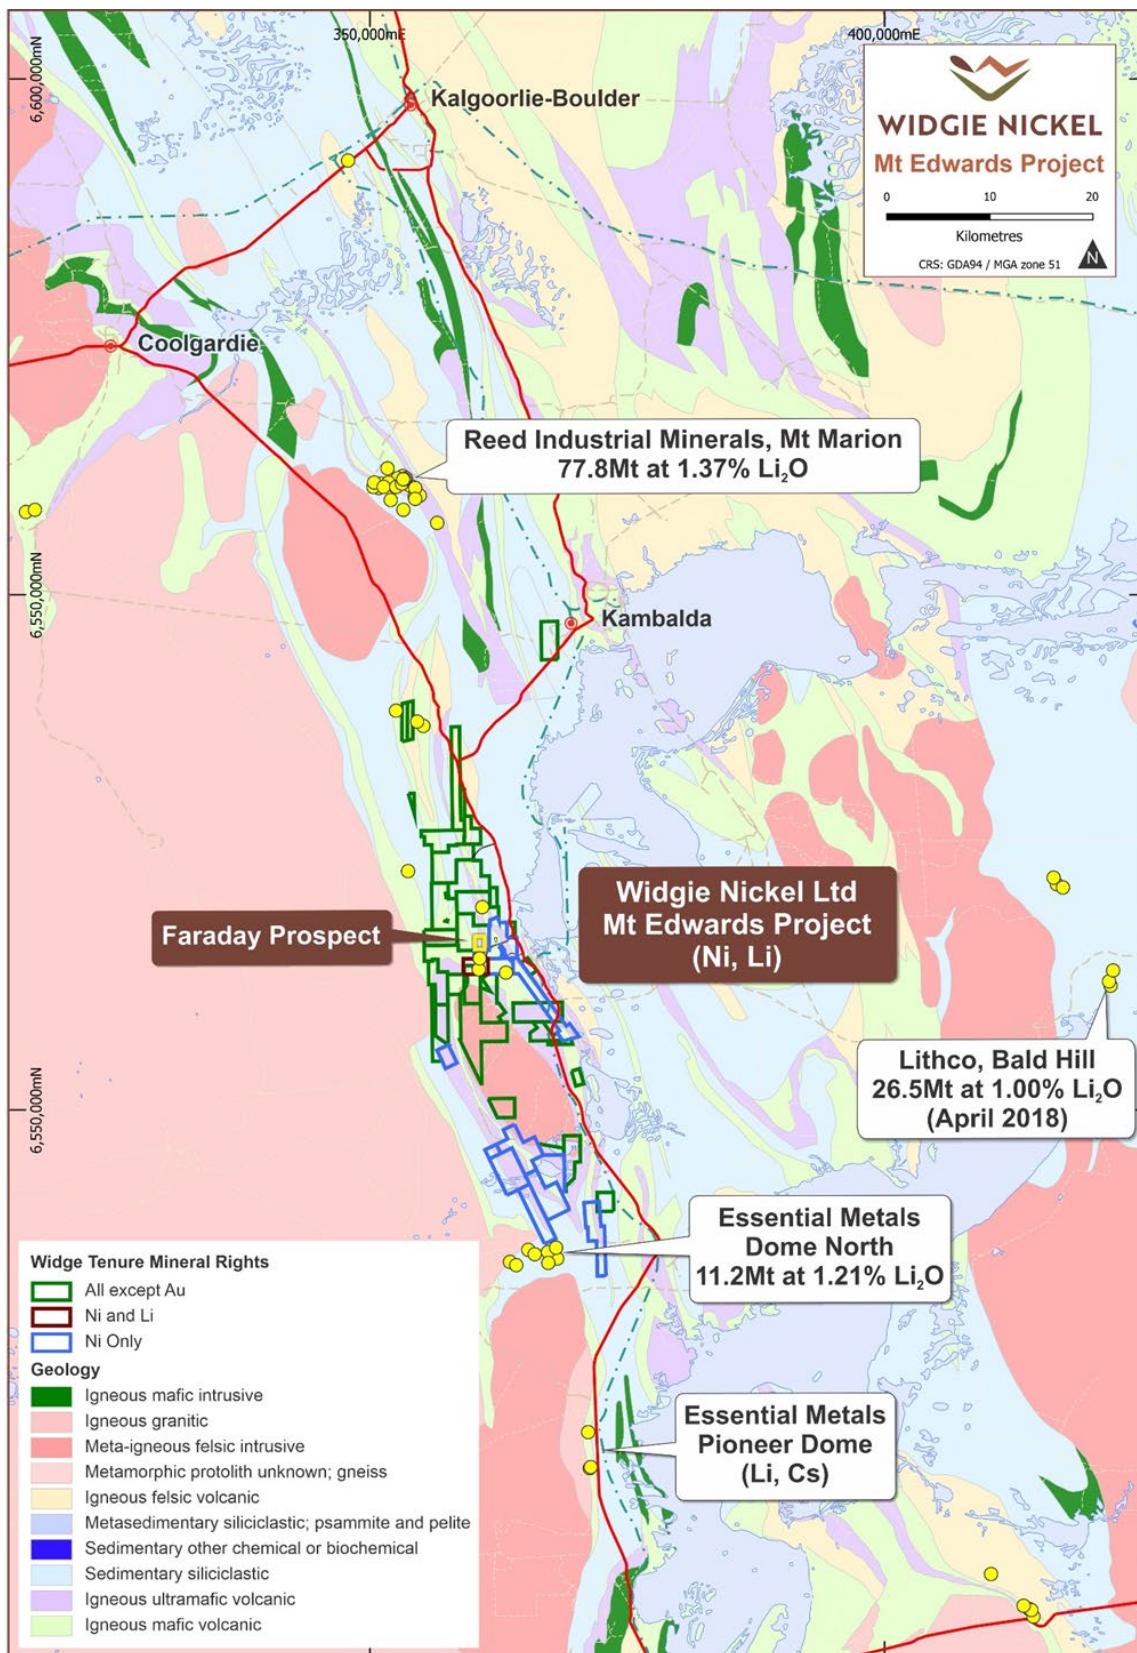 350,000mE
400,000mE
6,600,000mN
Kalgoorlie-Boulder
WIDGIE NICKEL
Mt Edwards Project
0 10 20
Kilometres
CRS: GDA94 / MGA zone 51
N
Coolgardie
Reed Industrial Minerals, Mt Marion
77.8Mt at 1.37% Li₂O
6,550,000mN
Kambalda
Widgie Nickel Ltd
Mt Edwards Project
(Ni, Li)
Faraday Prospect
Lithco, Bald Hill
26.5Mt at 1.00% Li₂O
(April 2018)
6,550,000mN
Essential Metals
Dome North
11.2Mt at 1.21% Li₂O
Essential Metals
Pioneer Dome
(Li, Cs)
Widge Tenure Mineral Rights
All except Au
Ni and Li
Ni Only
Geology
Igneous mafic intrusive
Igneous granitic
Meta-igneous felsic intrusive
Metamorphic protolith unknown; gneiss
Igneous felsic volcanic
Metasedimentary siliciclastic; psammite and pelite
Sedimentary other chemical or biochemical
Sedimentary siliciclastic
Igneous ultramafic volcanic
Igneous mafic volcanic